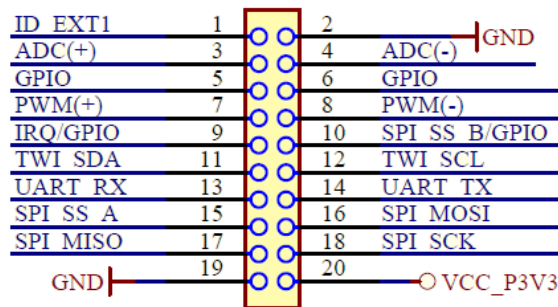 ID_EXT1 1 2 GND
ADC(+) 3 4 ADC(-)
GPIO 5 6 GPIO
PWM(+) 7 8 PWM(-)
IRQ/GPIO 9 10 SPI_SS_B/GPIO
TWI_SDA 11 12 TWI_SCL
UART_RX 13 14 UART_TX
SPI_SS_A 15 16 SPI_MOSI
SPI_MISO 17 18 SPI_SCK
GND 19 20 VCC_P3V3